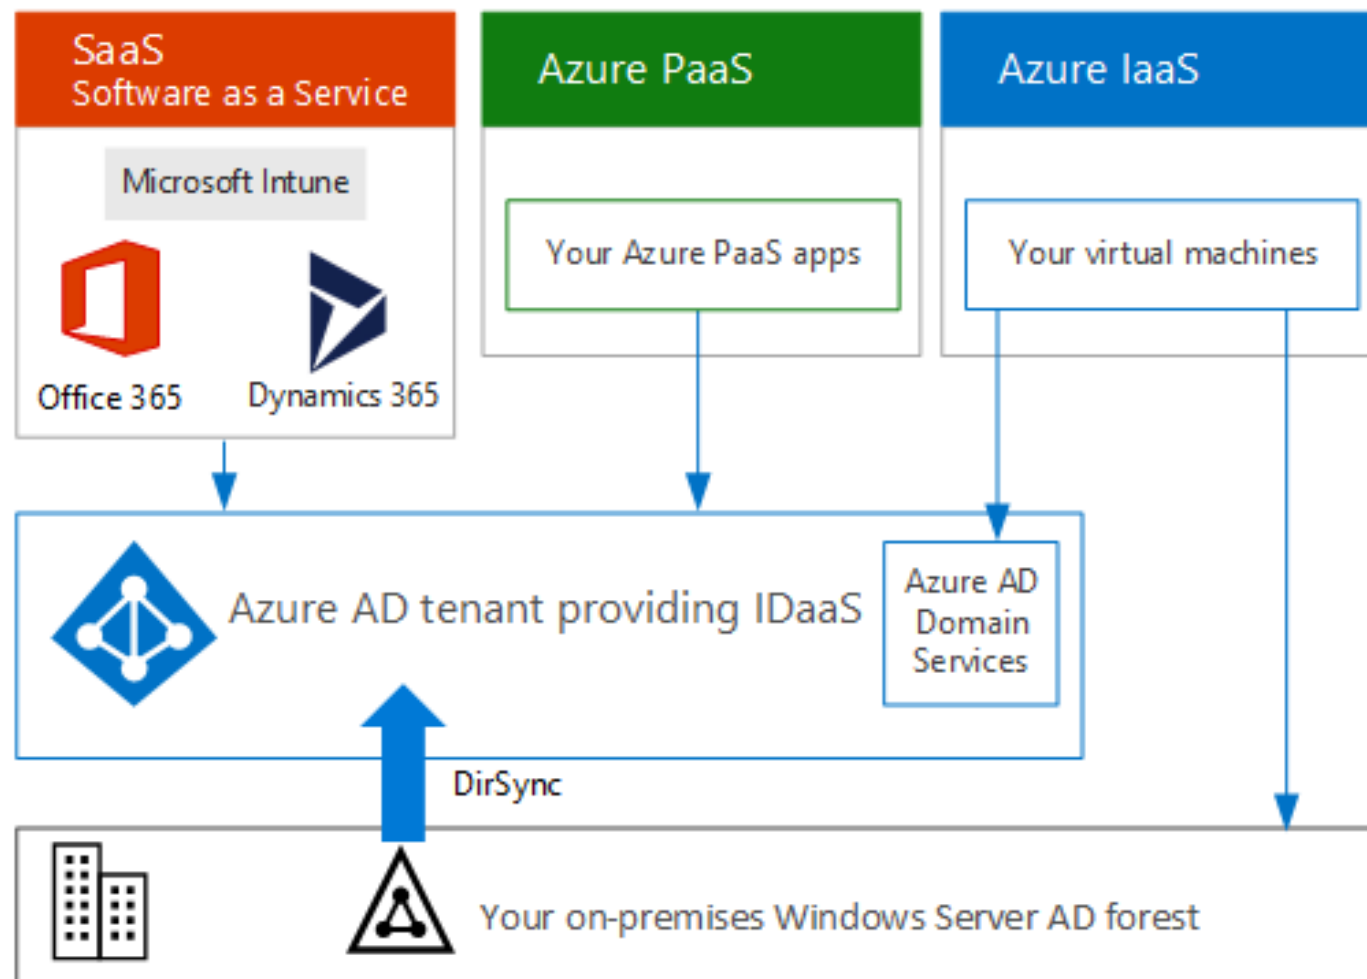 SaaS
Software as a Service
Azure PaaS
Azure IaaS
Microsoft Intune
Office 365
Dynamics 365
Your Azure PaaS apps
Your virtual machines
Azure AD tenant providing IDaaS
Azure AD
Domain
Services
DirSync
Your on-premises Windows Server AD forest